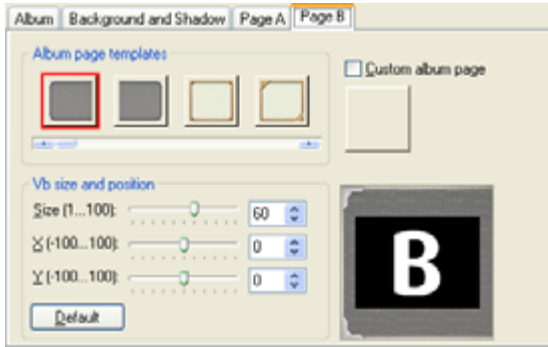 Album Background and Shadow Page A Page B
Album page templates
Custom album page
Vb size and position
Size (1...100): 60
X (-100...100): 0
Y (-100...100): 0
Default
B